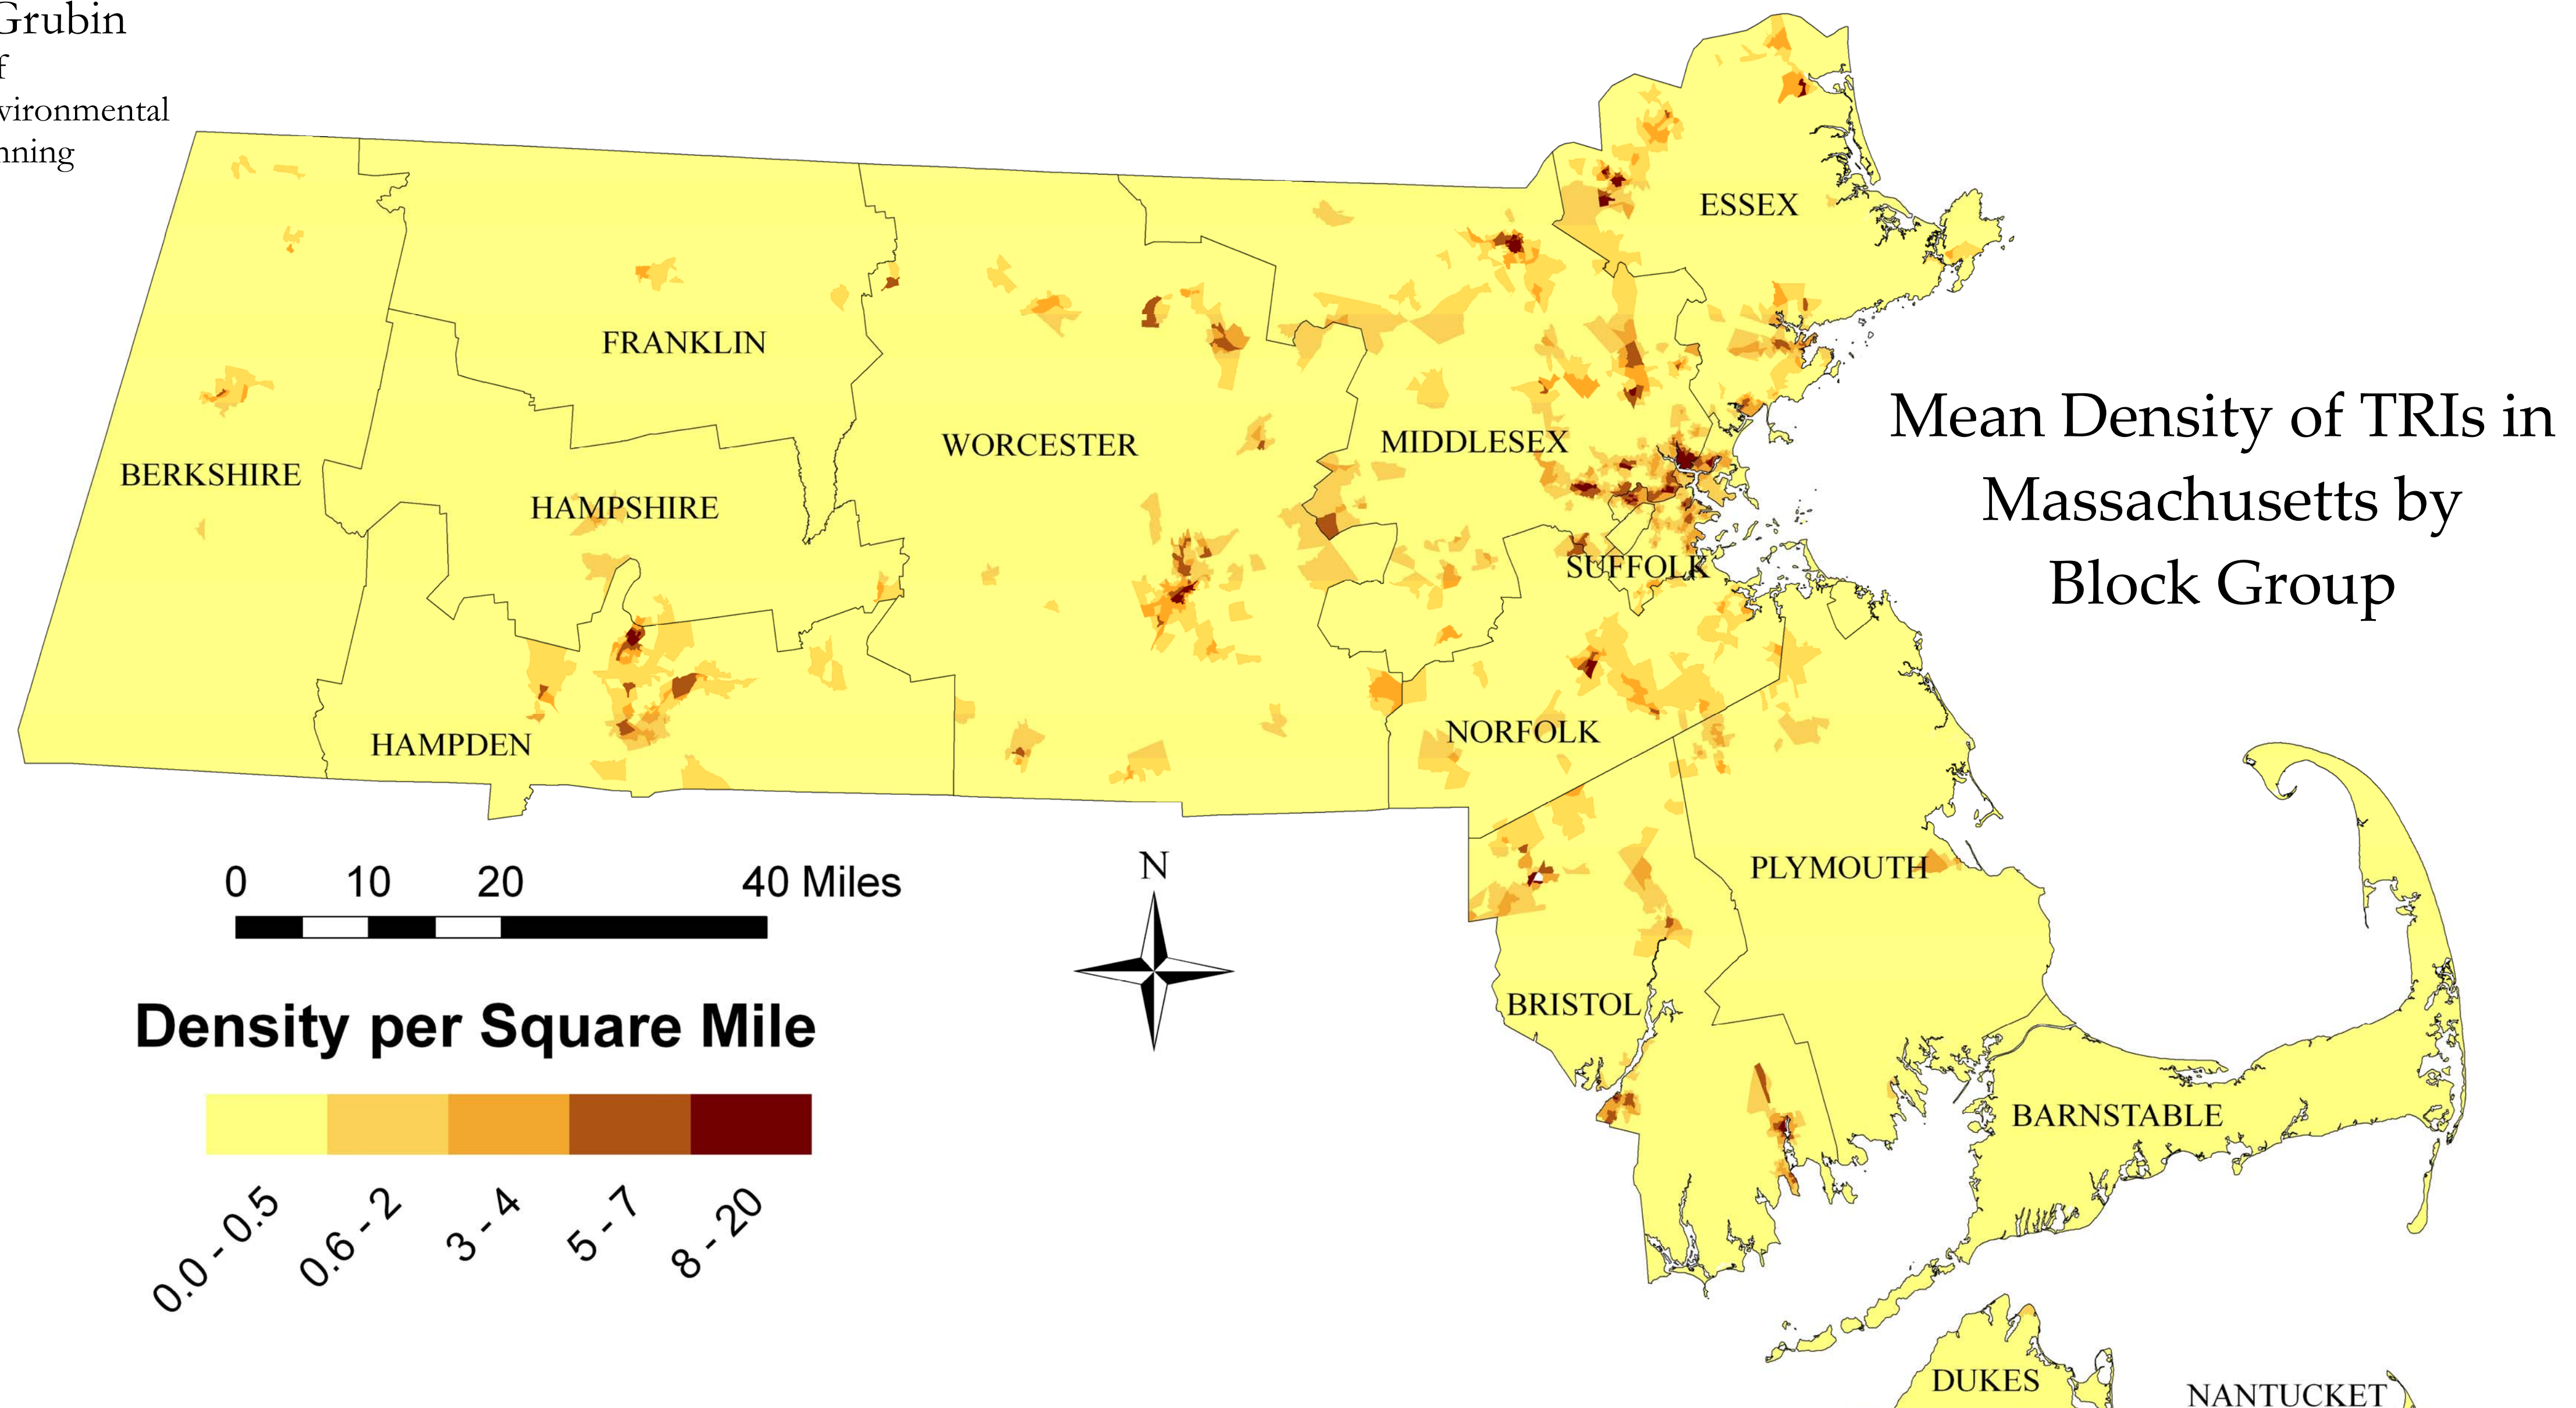 Grubin
f
vironmental
nning
ESSEX
FRANKLIN
Mean Density of TRIs in
Massachusetts by
Block Group
WORCESTER
MIDDLESEX
BERKSHIRE
HAMPSHIRE
SUFFOLK
NORFOLK
HAMPDEN
0 10 20 40 Miles
N
PLYMOUTH
Density per Square Mile
BRISTOL
BARNSTABLE
0.0 - 0.5
0.6 - 2
3 - 4
5 - 7
8 - 20
DUKES
NANTUCKET